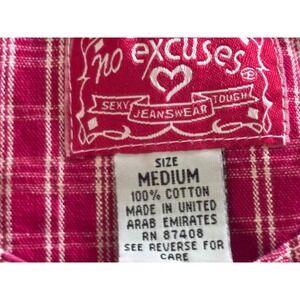 no excuses ®
SEXY JEANSWEAR TOUGH
SIZE
MEDIUM
100% COTTON
MADE IN UNITED
ARAB EMIRATES
RN 87408
SEE REVERSE FOR
CARE